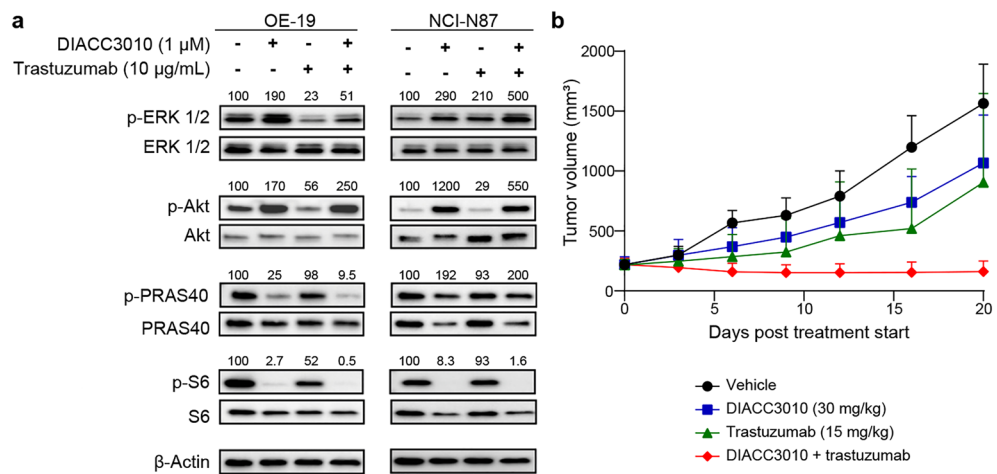 a
OE-19 NCI-N87
DIACC3010 (1 µM) - + - + - + - +
Trastuzumab (10 µg/mL) - - + + - - + +
100 190 23 51 100 290 210 500
p-ERK 1/2
ERK 1/2
100 170 56 250 100 1200 29 550
p-Akt
Akt
100 25 98 9.5 100 192 93 200
p-PRAS40
PRAS40
100 2.7 52 0.5 100 8.3 93 1.6
p-S6
S6
β-Actin
b
Tumor volume (mm³)
2000
1500
1000
500
0
0 5 10 15 20
Days post treatment start
Vehicle
DIACC3010 (30 mg/kg)
Trastuzumab (15 mg/kg)
DIACC3010 + trastuzumab